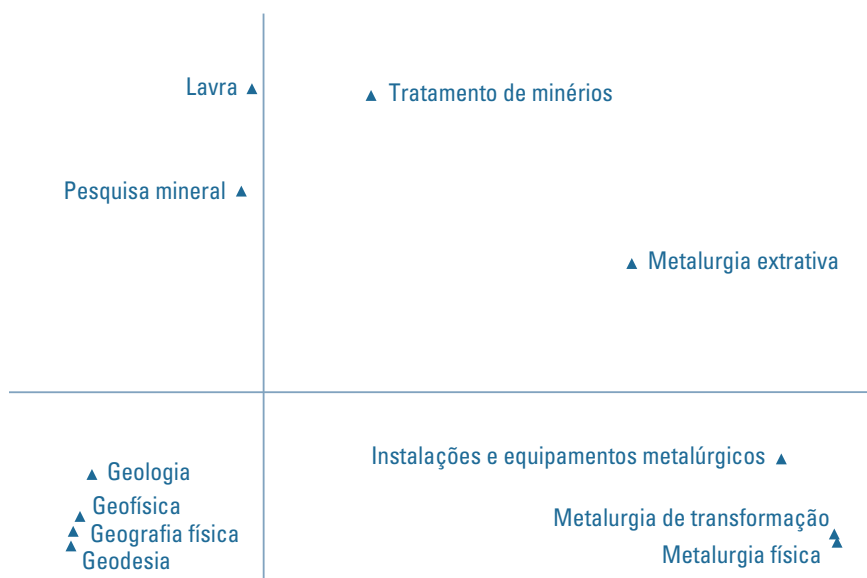 Lavra
Tratamento de minérios
Pesquisa mineral
Metalurgia extrativa
Instalações e equipamentos metalúrgicos
Geologia
Geofísica
Metalurgia de transformação
Geografia física
Metalurgia física
Geodesia